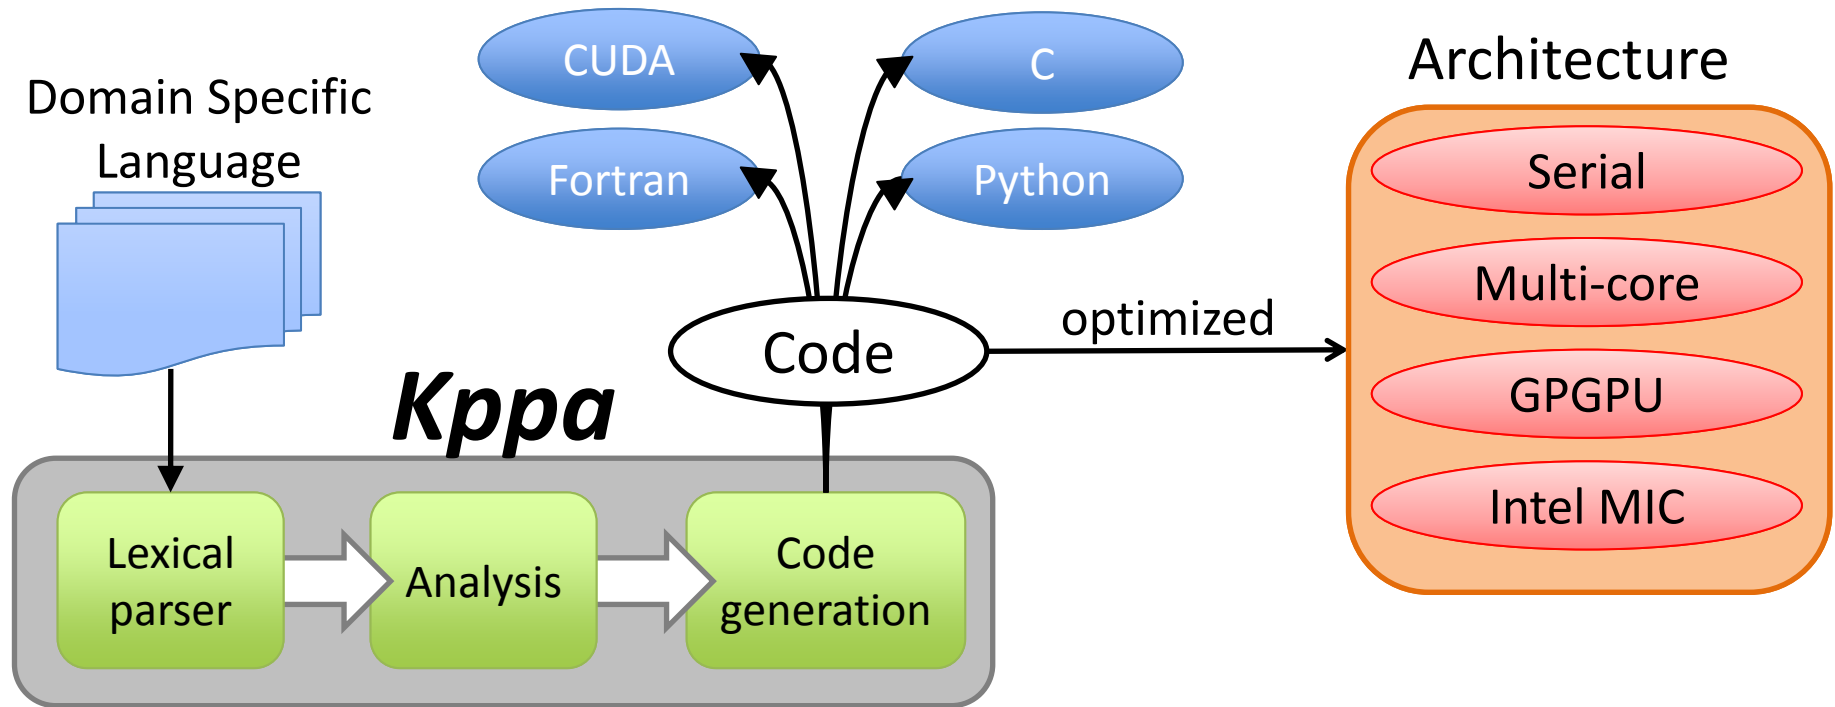 Domain Specific
Language
CUDA
C
Fortran
Python
Architecture
Serial
Multi-core
GPGPU
Intel MIC
Code
optimized
Kppa
Lexical
parser
Analysis
Code
generation